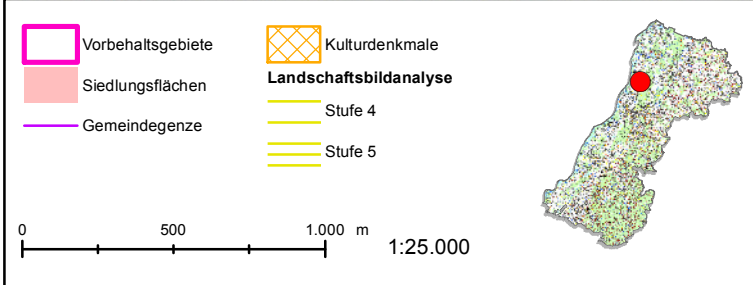 Vorbehaltsgebiete
Siedlungsflächen
Gemeindegenze
Kulturdenkmale
Landschaftsbildanalyse
Stufe 4
Stufe 5
0 500 1.000 m
1:25.000